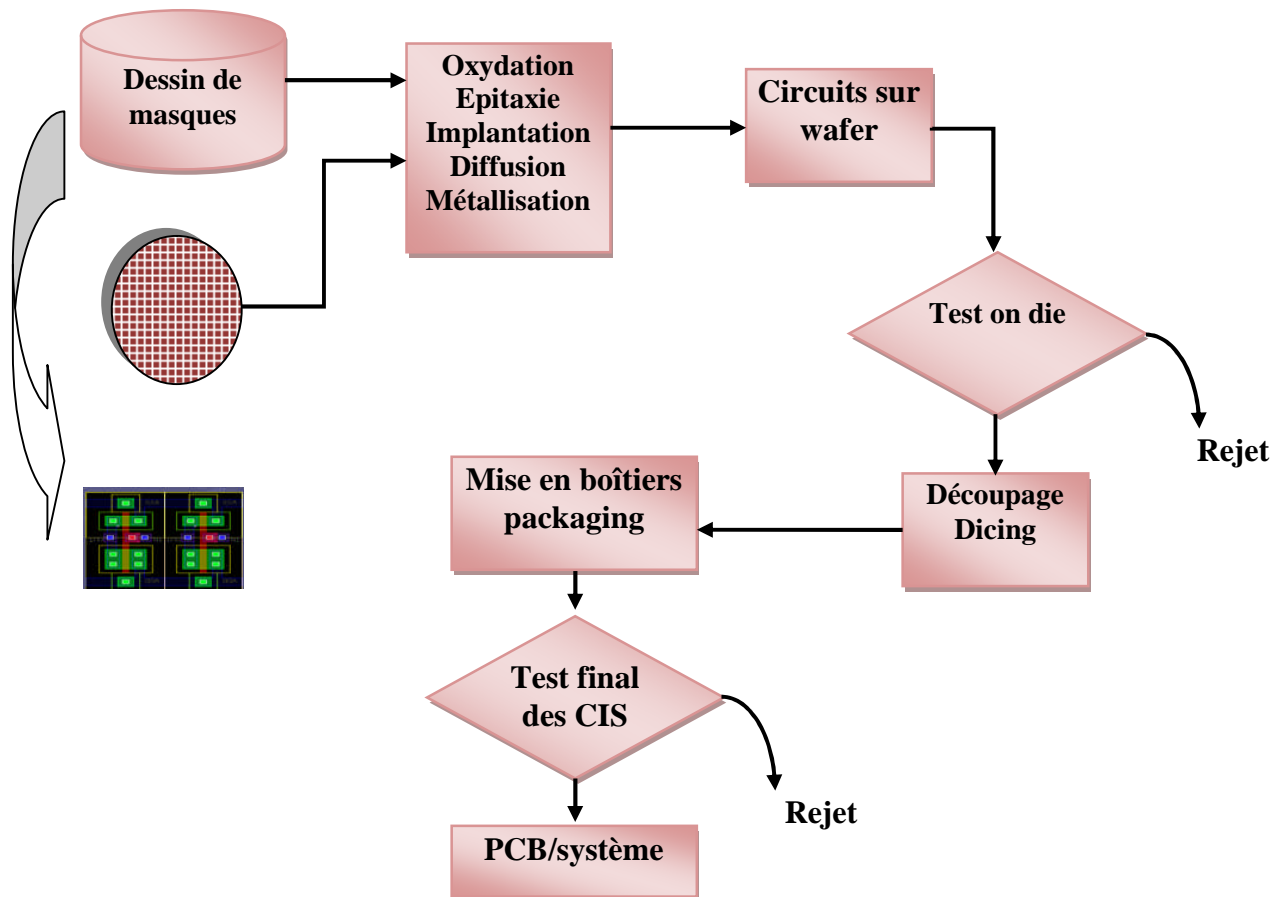 Dessin de
masques
Oxydation
Epitaxie
Implantation
Diffusion
Métallisation
Circuits sur
wafer
Test on die
Rejet
Découpage
Dicing
Mise en boîtiers
packaging
Test final
des CIS
Rejet
PCB/système